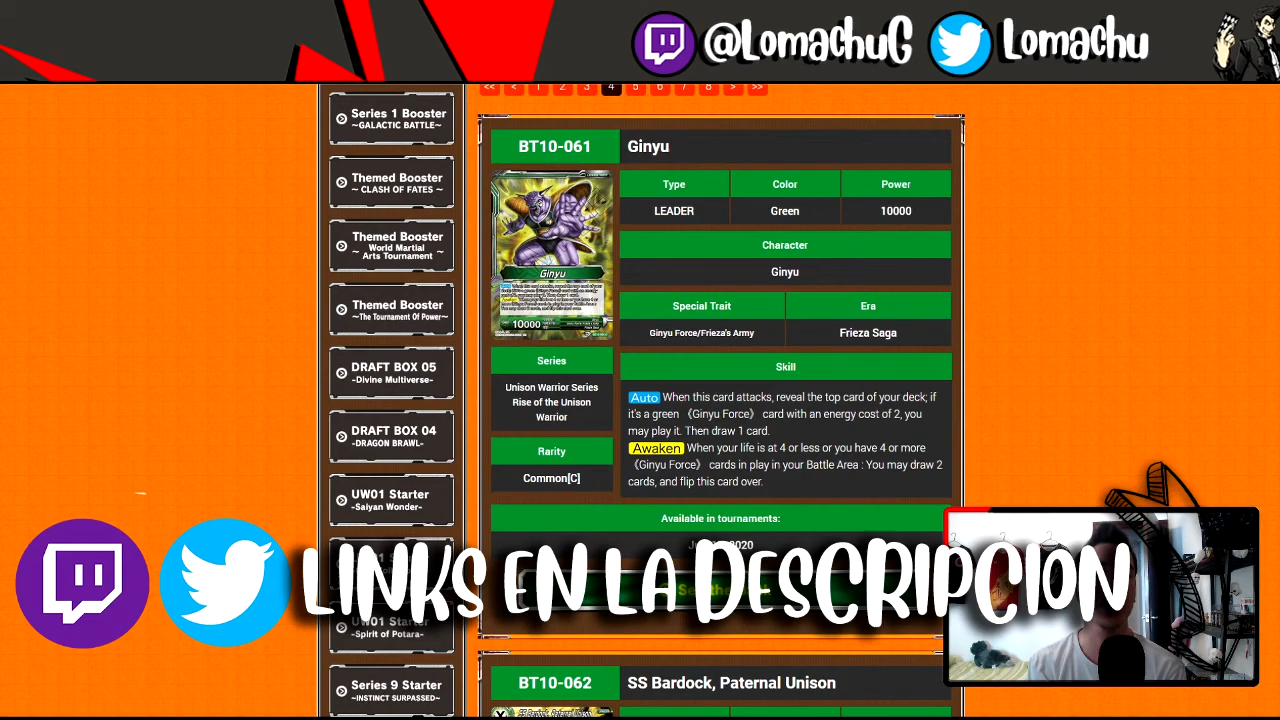 @LomachuG Lomachu
<< < 1 2 3 4 5 6 7 8 > >>
Series 1 Booster
~GALACTIC BATTLE~
Themed Booster
~ CLASH OF FATES ~
Themed Booster
~ World Martial Arts Tournament ~
Themed Booster
~The Tournament Of Power~
DRAFT BOX 05
-Divine Multiverse-
DRAFT BOX 04
-DRAGON BRAWL-
UW01 Starter
-Saiyan Wonder-
UW01 Starter
-Spirit of Potara-
Series 9 Starter
~INSTINCT SURPASSED~
BT10-061 Ginyu
Ginyu
10000
Type Color Power
LEADER Green 10000
Character
Ginyu
Special Trait Era
Ginyu Force/Frieza's Army Frieza Saga
Series
Unison Warrior Series
Rise of the Unison
Warrior
Rarity
Common[C]
Skill
Auto When this card attacks, reveal the top card of your deck; if
it's a green 《Ginyu Force》 card with an energy cost of 2, you
may play it. Then draw 1 card.
Awaken When your life is at 4 or less or you have 4 or more
《Ginyu Force》 cards in play in your Battle Area : You may draw 2
cards, and flip this card over.
Available in tournaments:
2020
LINKS EN LA DESCRIPCION
BT10-062 SS Bardock, Paternal Unison
SS Bardock, Paternal Unison